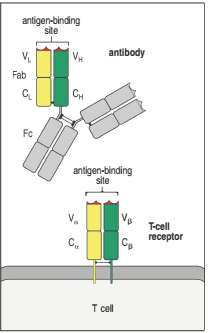 antigen-binding
site
antibody
V_L V_H
Fab
C_L C_H
Fc
antigen-binding
site
V_α V_β
T-cell
receptor
C_α C_β
T cell